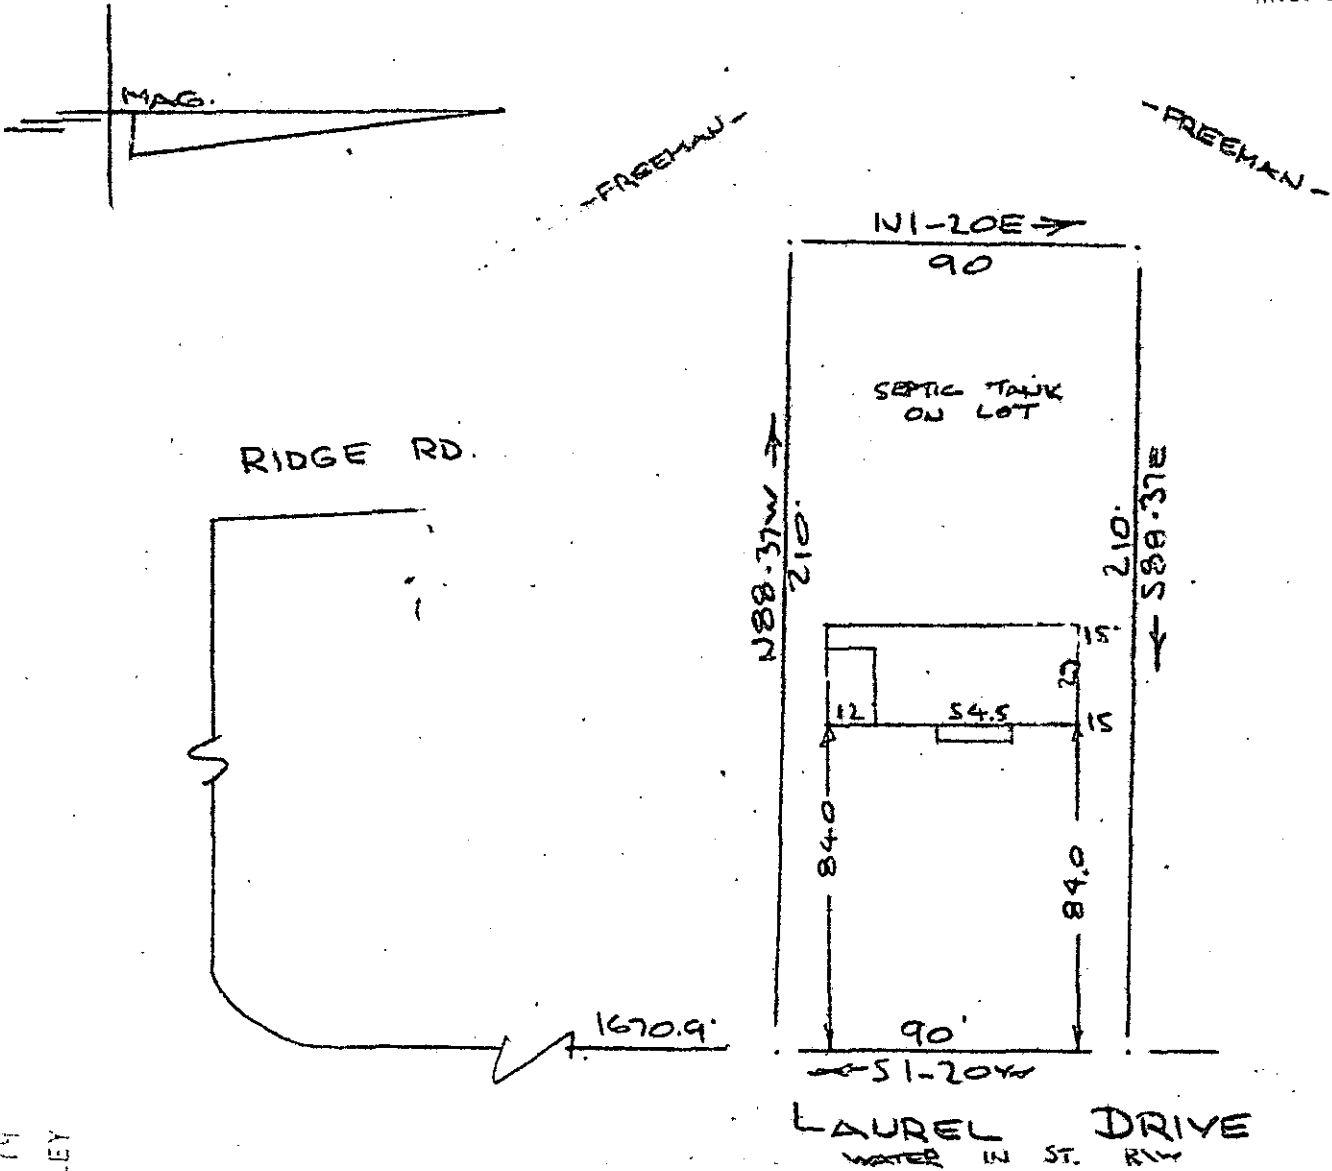 MAG.
-FREEMAN-
-FREEMAN-
N1-20E
90
SEPTIC TANK
ON LOT
RIDGE RD.
N88-37W
210'
210'
S88-37E
15'
12
54.5
15
84.0
84.0
1670.9'
90'
S1-20W
LAUREL DRIVE
WATER IN ST. R/W